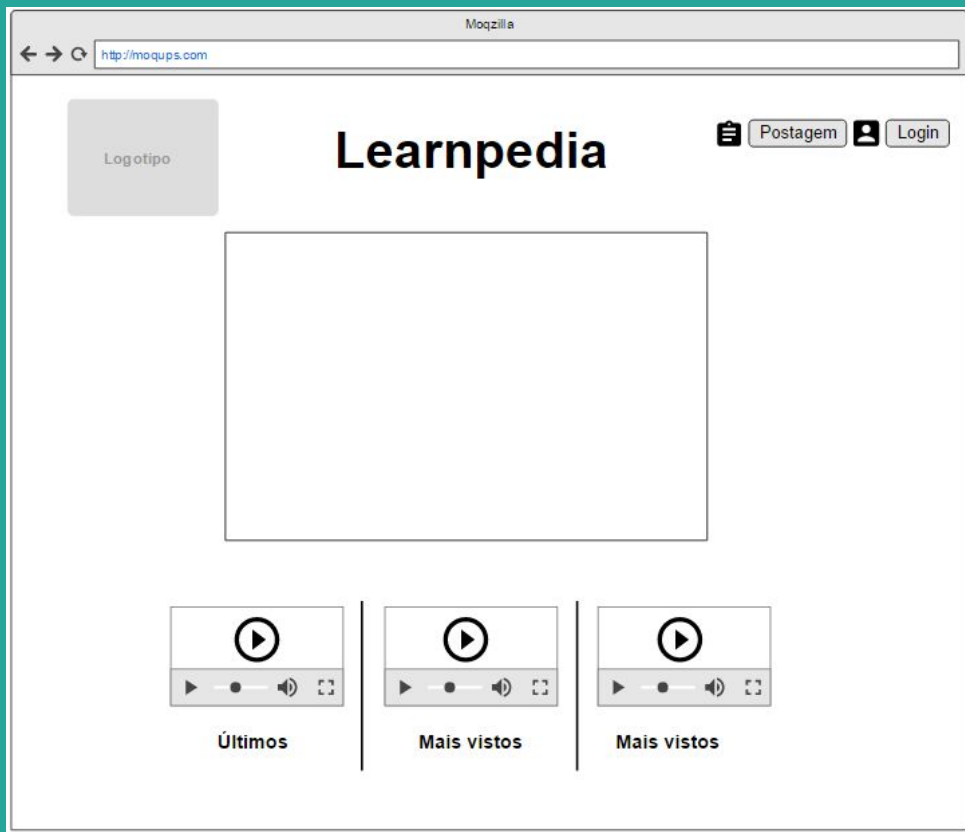 Moqzilla
http://moqups.com
Logotipo
Learnpedia
Postagem
Login
Últimos
Mais vistos
Mais vistos